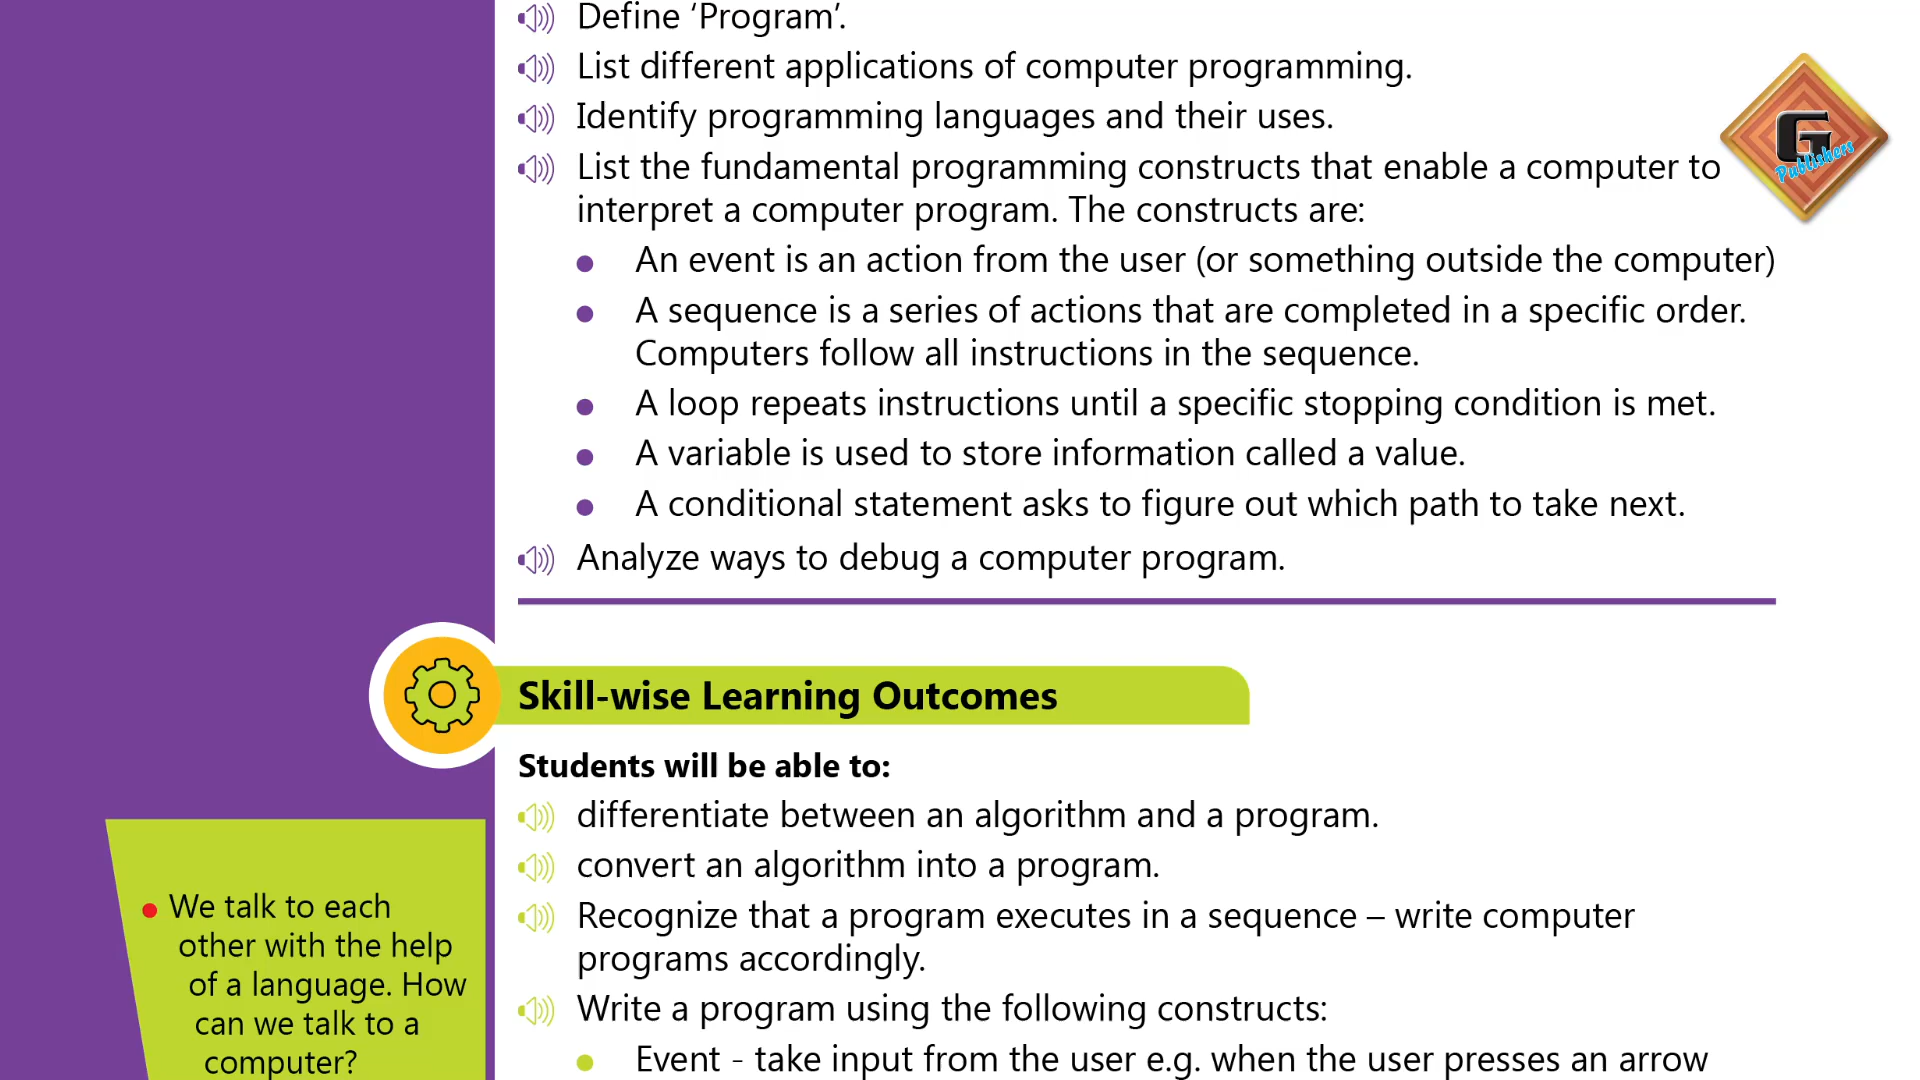 Define ‘Program’.
List different applications of computer programming.
Identify programming languages and their uses.
List the fundamental programming constructs that enable a computer to
interpret a computer program. The constructs are:
An event is an action from the user (or something outside the computer)
A sequence is a series of actions that are completed in a specific order.
Computers follow all instructions in the sequence.
A loop repeats instructions until a specific stopping condition is met.
A variable is used to store information called a value.
A conditional statement asks to figure out which path to take next.
Analyze ways to debug a computer program.
G
Publishers
Skill-wise Learning Outcomes
Students will be able to:
differentiate between an algorithm and a program.
convert an algorithm into a program.
Recognize that a program executes in a sequence – write computer
programs accordingly.
Write a program using the following constructs:
Event - take input from the user e.g. when the user presses an arrow
We talk to each
other with the help
of a language. How
can we talk to a
computer?